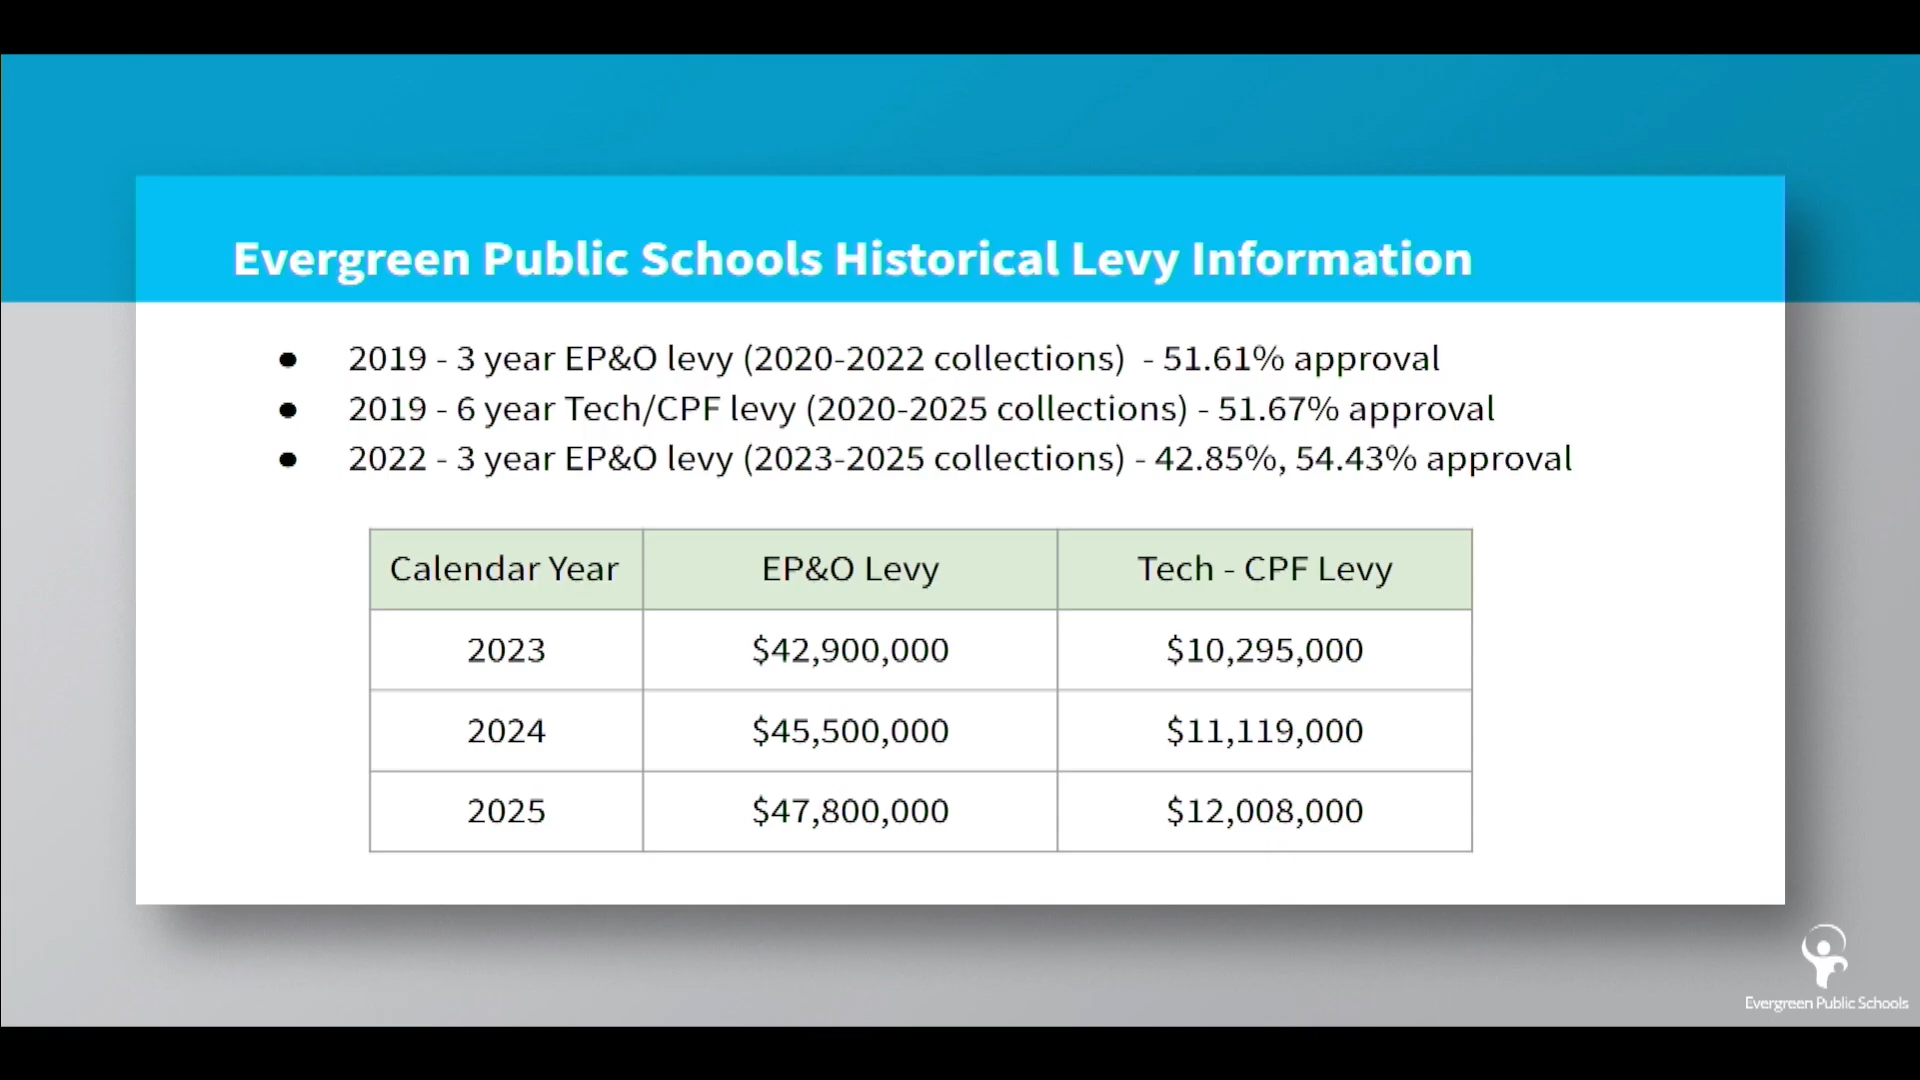 Evergreen Public Schools Historical Levy Information
● 2019 - 3 year EP&O levy (2020-2022 collections) - 51.61% approval
● 2019 - 6 year Tech/CPF levy (2020-2025 collections) - 51.67% approval
● 2022 - 3 year EP&O levy (2023-2025 collections) - 42.85%, 54.43% approval
Calendar Year EP&O Levy Tech - CPF Levy
2023 $42,900,000 $10,295,000
2024 $45,500,000 $11,119,000
2025 $47,800,000 $12,008,000
Evergreen Public Schools